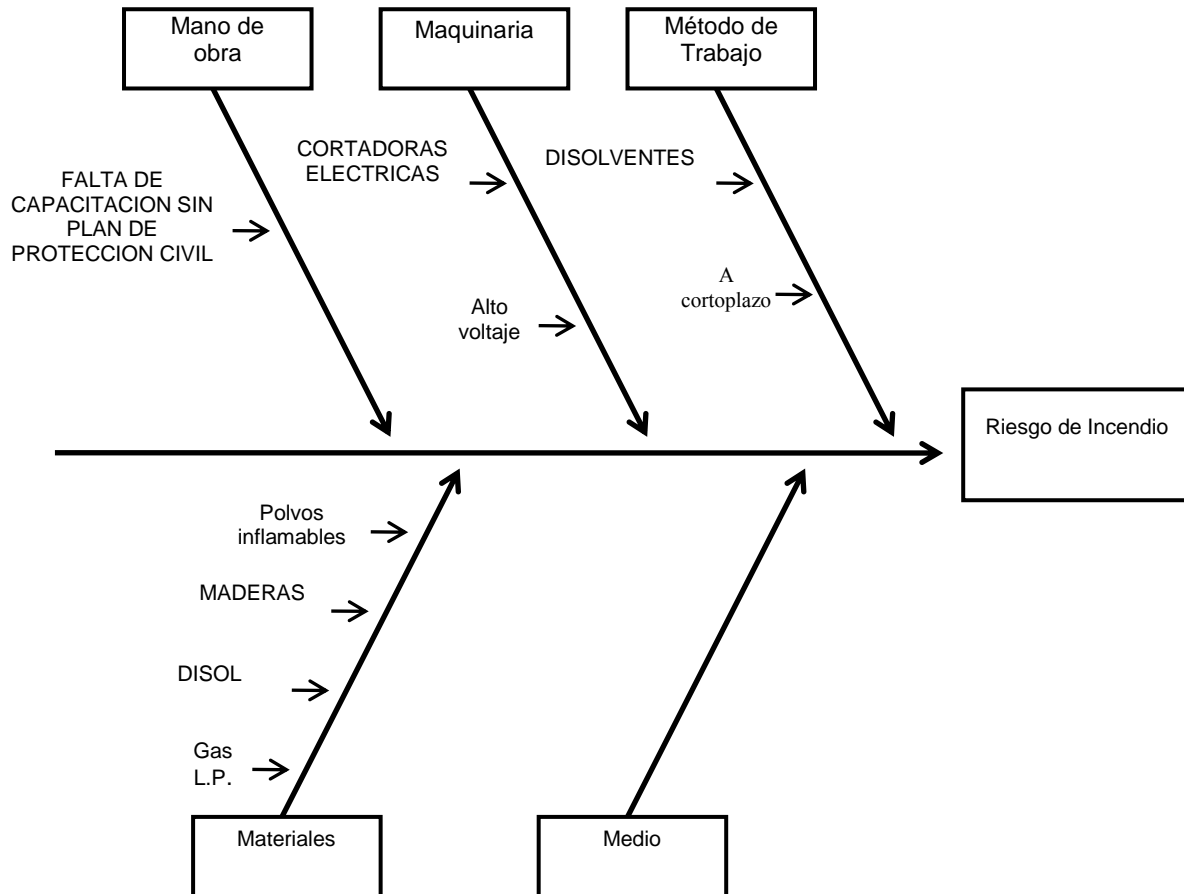 Mano de
obra
Maquinaria
Método de
Trabajo
CORTADORAS
ELECTRICAS
DISOLVENTES
FALTA DE
CAPACITACION SIN
PLAN DE
PROTECCION CIVIL
A
cortoplazo
Alto
voltaje
Riesgo de Incendio
Polvos
inflamables
MADERAS
DISOL
Gas
L.P.
Materiales
Medio